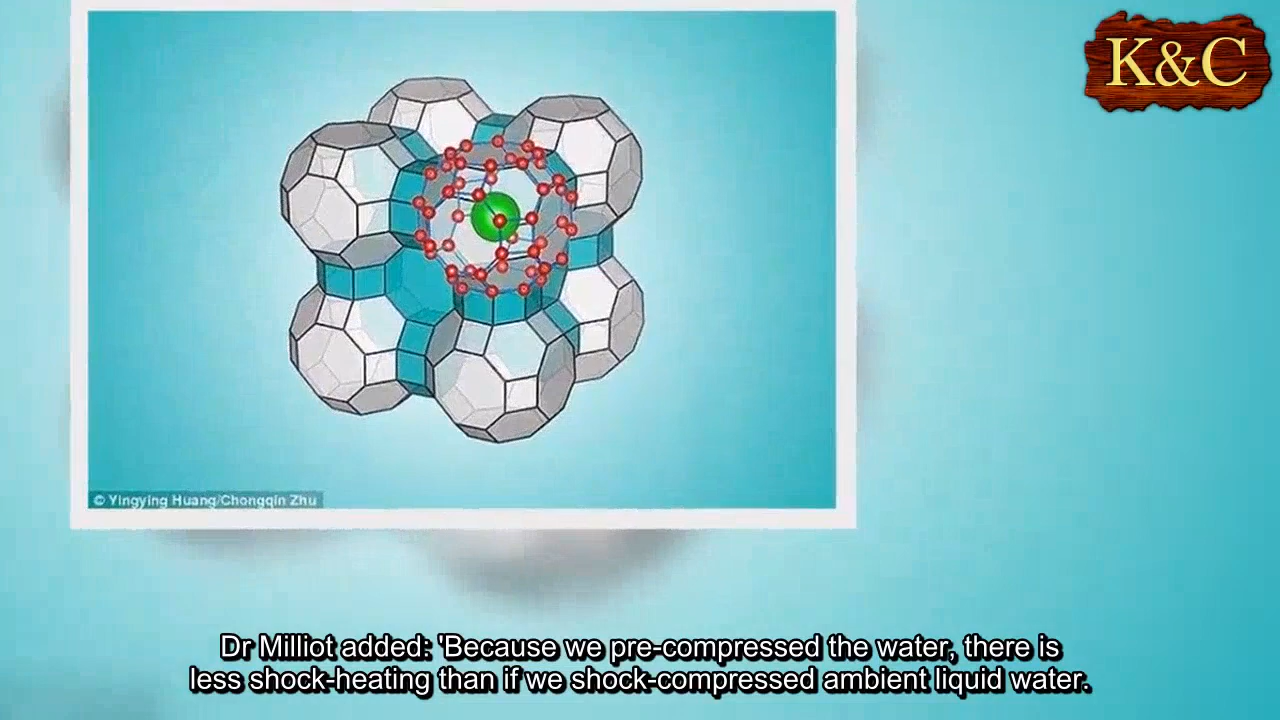 K&C
© Yingying Huang/Chongqin Zhu
Dr Milliot added: 'Because we pre-compressed the water, there is
less shock-heating than if we shock-compressed ambient liquid water.